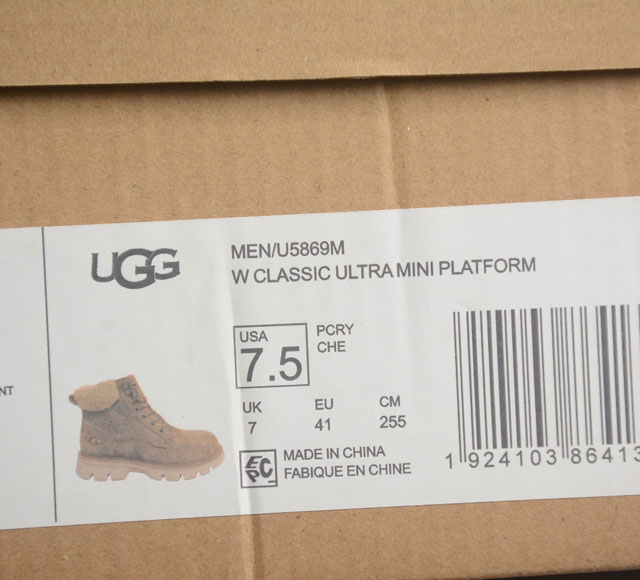 UGG
MEN/U5869M
W CLASSIC ULTRA MINI PLATFORM
USA
7.5
PCRY
CHE
UK EU CM
7 41 255
EPC
MADE IN CHINA
FABIQUE EN CHINE
NT
1 924103 86413